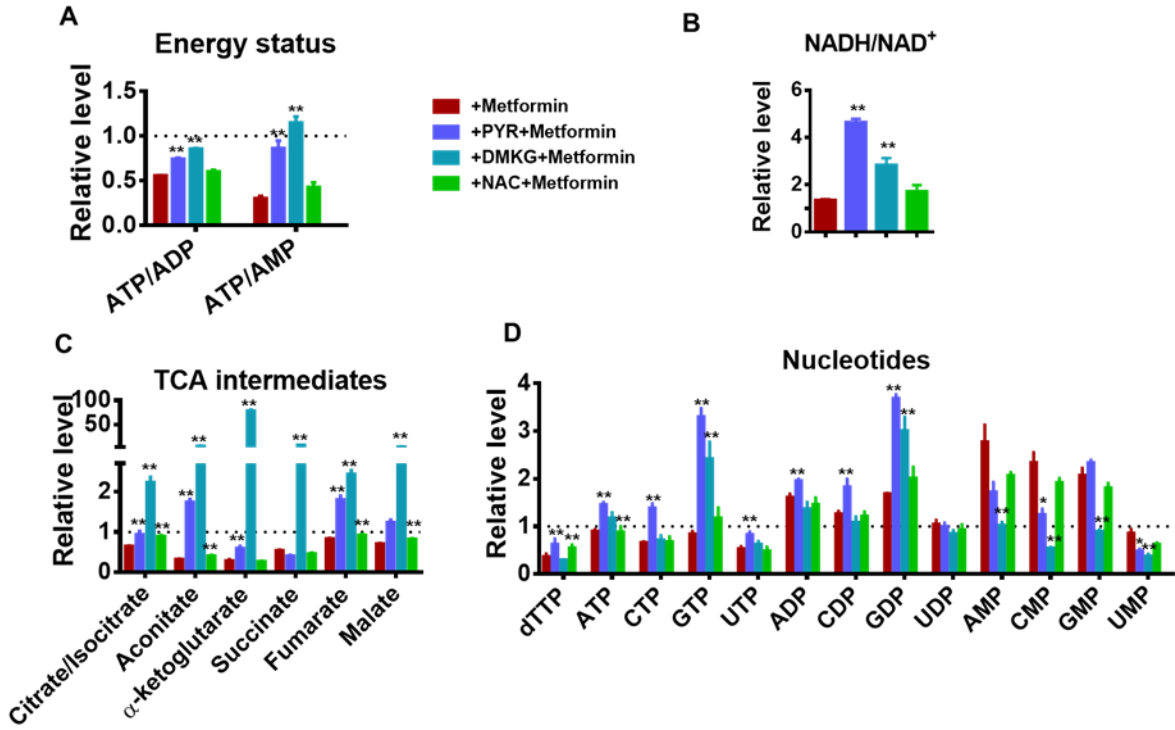 A
Energy status
Relative level
1.5
1.0
0.5
0.0
** ** ** **
ATP/ADP
ATP/AMP
+Metformin
+PYR+Metformin
+DMKG+Metformin
+NAC+Metformin
B
NADH/NAD+
Relative level
6
4
2
0
** **
C
TCA intermediates
Relative level
100
50
2
1
0
** ** ** ** ** ** ** ** ** ** ** ** ** ** **
Citrate/Isocitrate
Aconitate
α-ketoglutarate
Succinate
Fumarate
Malate
D
Nucleotides
Relative level
4
3
2
1
0
** ** ** ** ** ** ** ** ** ** ** ** ** * ** ** * **
dTTP
ATP
CTP
GTP
UTP
ADP
CDP
GDP
UDP
AMP
CMP
GMP
UMP